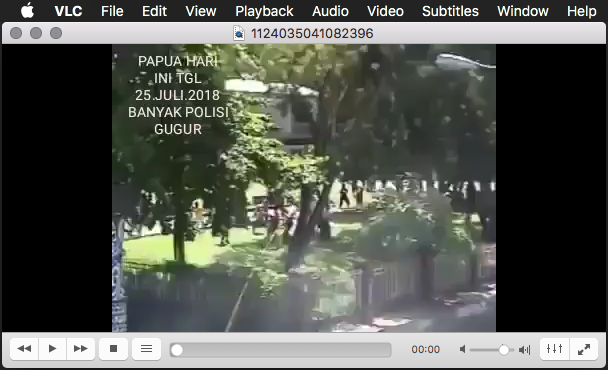 VLC File Edit View Playback Audio Video Subtitles Window Help
1124035041082396
PAPUA HARI
INI TGL
25.JULI.2018
BANYAK POLISI
GUGUR
00:00